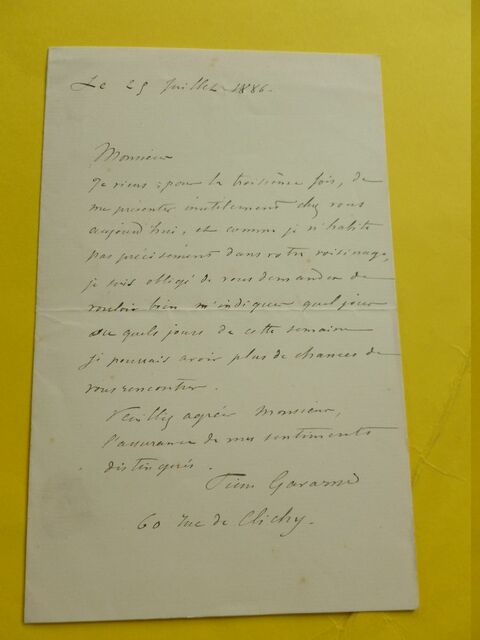 Le 25 Juillet 1886.
Monsieur
Je viens, pour la troisième fois, de
me présenter inutilement chez vous
aujourd'hui, et comme je n'habite
pas précisément dans votre voisinage,
je suis obligé de vous demander de
vouloir bien m'indiquer quel jour
ou quels jours de cette semaine
je pourrais avoir plus de chances de
vous rencontrer.
Veuillez agréer Monsieur,
l'assurance de mes sentiments
distingués.
Pierre Gavarni
60 rue de Clichy.